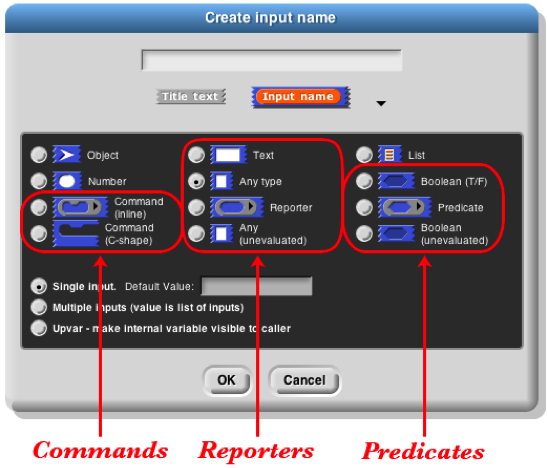 Create input name
Title text Input name
Object Text List
Number Any type Boolean (T/F)
Command (inline) Reporter Predicate
Command (C-shape) Any (unevaluated) Boolean (unevaluated)
Single input. Default Value:
Multiple inputs (value is list of inputs)
Upvar - make internal variable visible to caller
OK Cancel
Commands Reporters Predicates